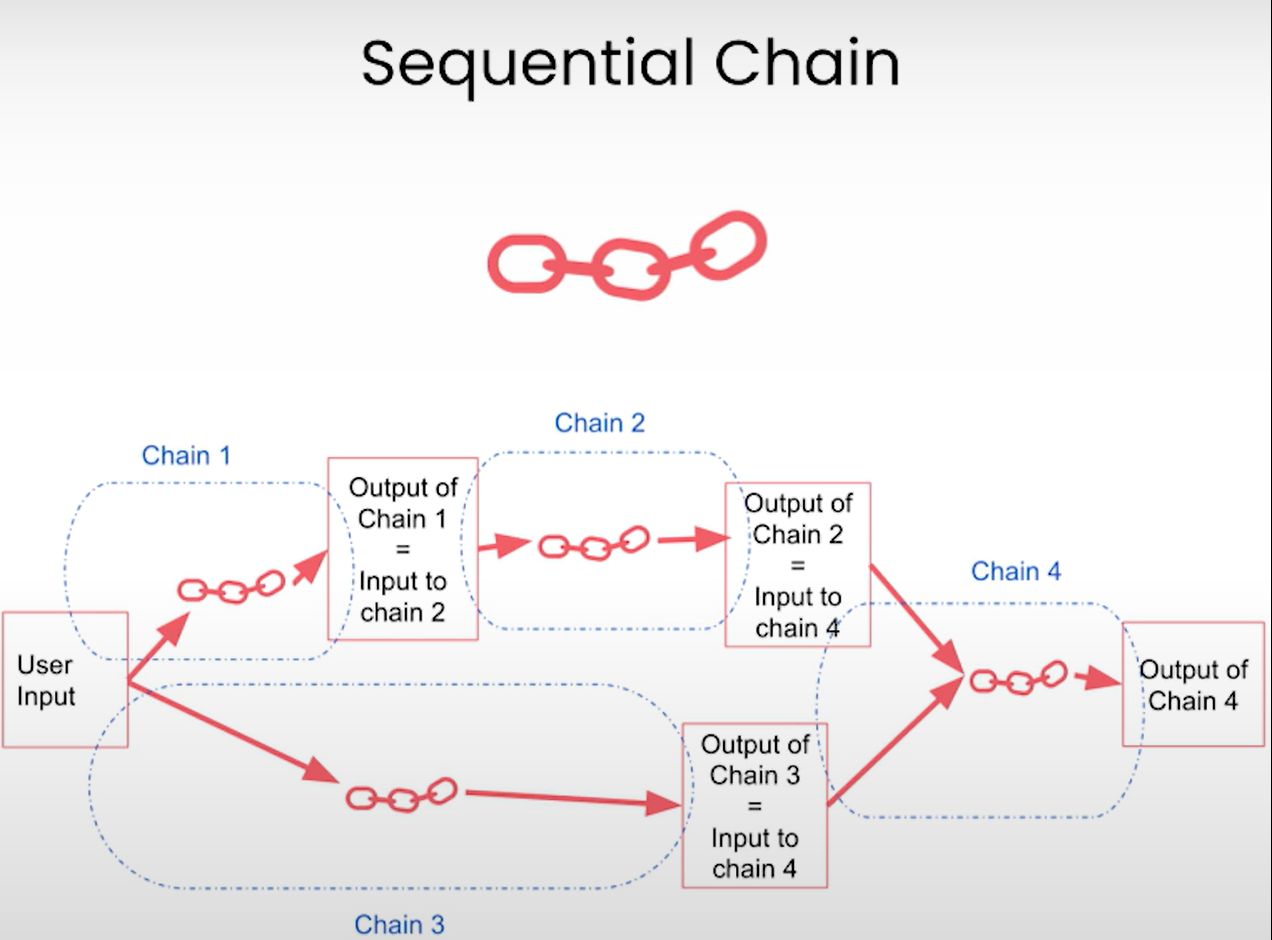 Sequential Chain
Chain 1
Chain 2
Chain 4
Chain 3
User
Input
Output of
Chain 1
=
Input to
chain 2
Output of
Chain 2
=
Input to
chain 4
Output of
Chain 3
=
Input to
chain 4
Output of
Chain 4